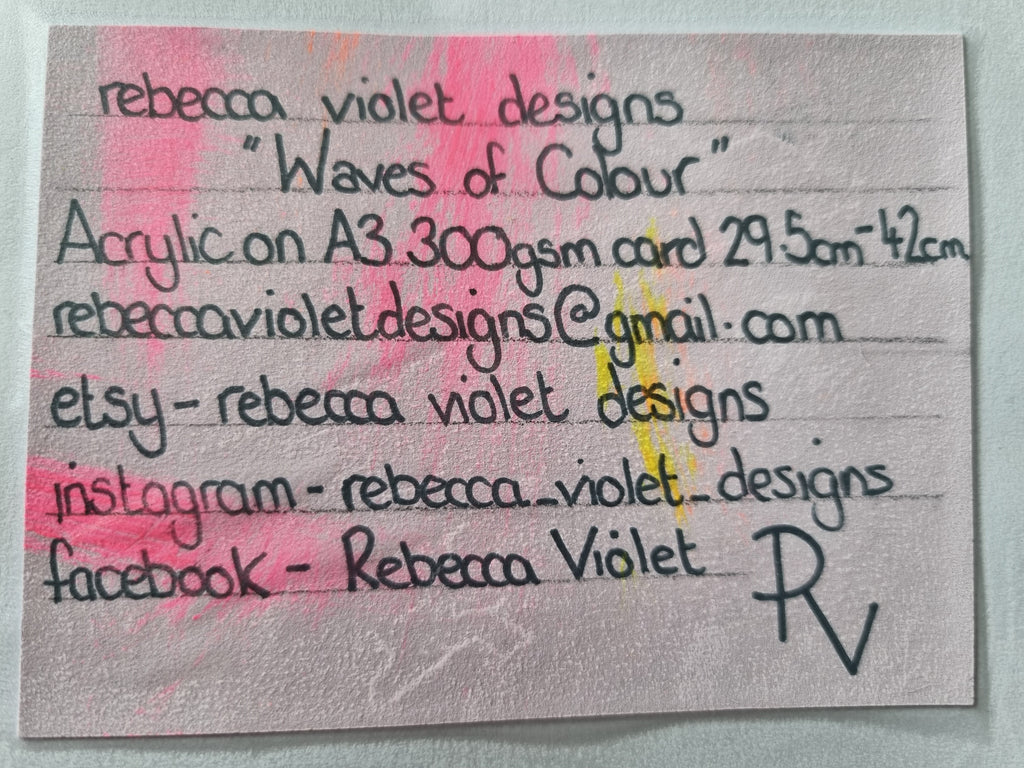 rebecca violet designs
"Waves of Colour"
Acrylic on A3 300gsm card 29.5cm-42cm
rebeccavioletdesigns@gmail.com
etsy - rebecca violet designs
instagram - rebecca_violet_designs
facebook - Rebecca Violet
RV